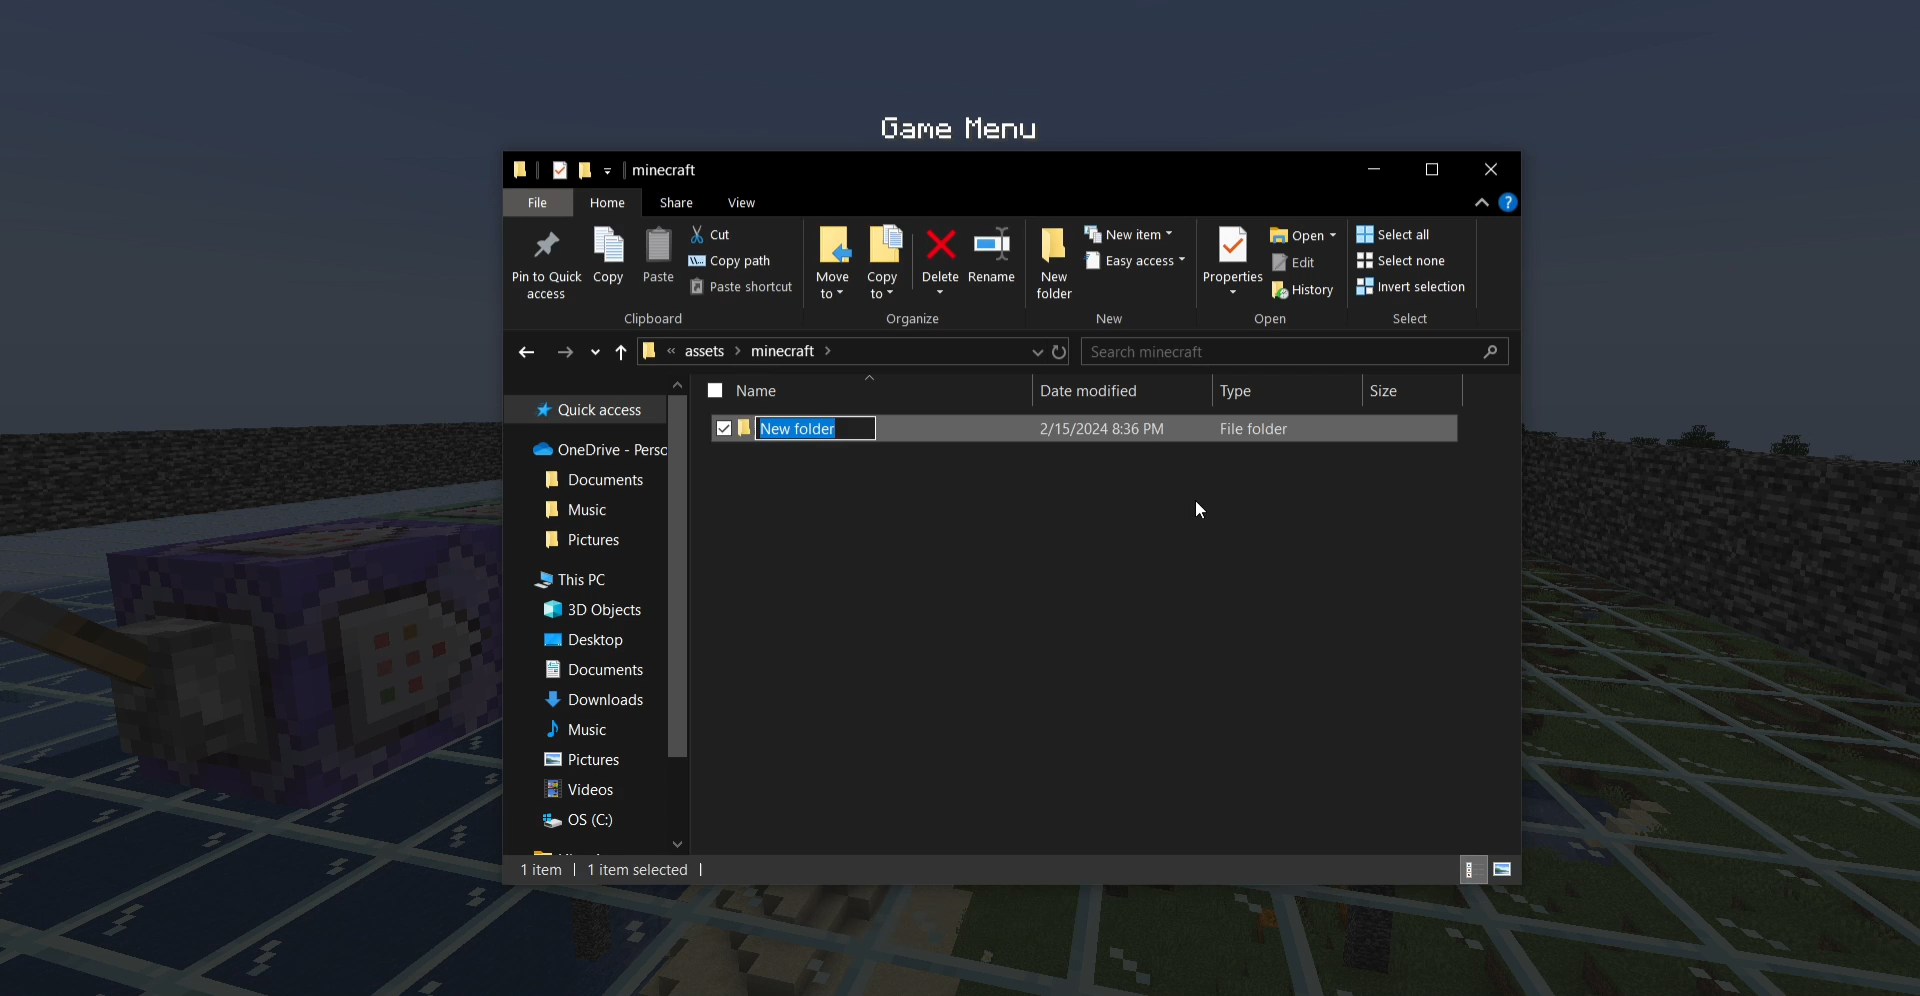 Game Menu
minecraft
File Home Share View
Pin to Quick access
Copy
Paste
Cut
Copy path
Paste shortcut
Clipboard
Move to
Copy to
Delete
Rename
Organize
New folder
New item
Easy access
New
Properties
Open
Edit
History
Open
Select all
Select none
Invert selection
Select
« assets > minecraft >
Search minecraft
Quick access
OneDrive - Perso
Documents
Music
Pictures
This PC
3D Objects
Desktop
Documents
Downloads
Music
Pictures
Videos
OS (C:)
Name Date modified Type Size
New folder 2/15/2024 8:36 PM File folder
1 item 1 item selected